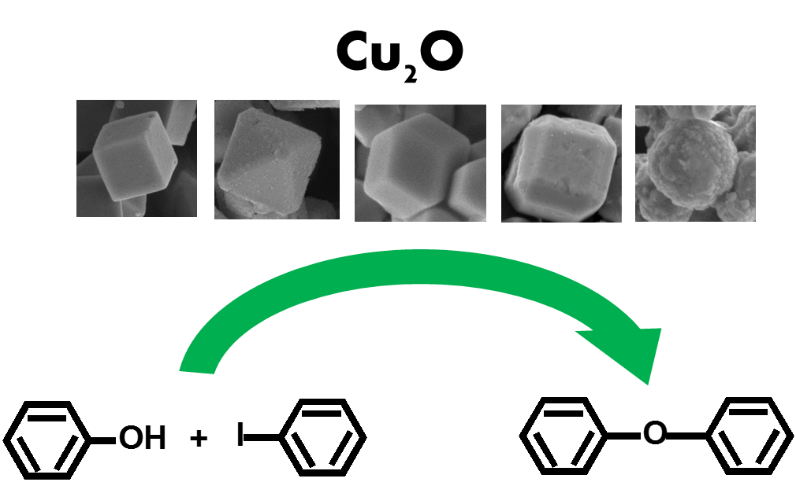 Cu₂O
OH + I
O